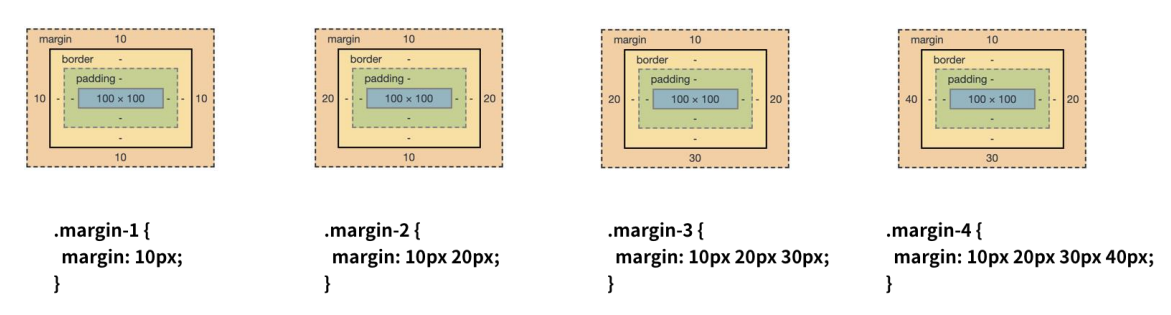 margin 10
border -
padding -
10 - - 100 × 100 - - 10
-
-
10
margin 10
border -
padding -
20 - - 100 × 100 - - 20
-
-
10
margin 10
border -
padding -
20 - - 100 × 100 - - 20
-
-
30
margin 10
border -
padding -
40 - - 100 × 100 - - 20
-
-
30
.margin-1 {
margin: 10px;
}
.margin-2 {
margin: 10px 20px;
}
.margin-3 {
margin: 10px 20px 30px;
}
.margin-4 {
margin: 10px 20px 30px 40px;
}